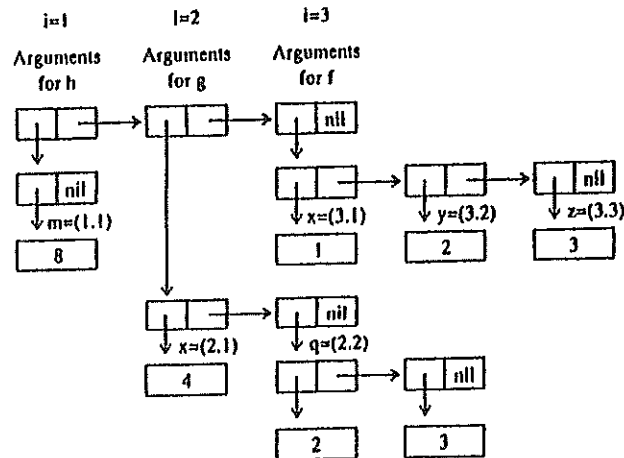 i=1 i=2 i=3
Arguments for h Arguments for g Arguments for f
nil
nil nil
m=(1.1) x=(3.1) y=(3.2) z=(3.3)
8 1 2 3
nil
x=(2.1) q=(2.2)
4 nil
2 3